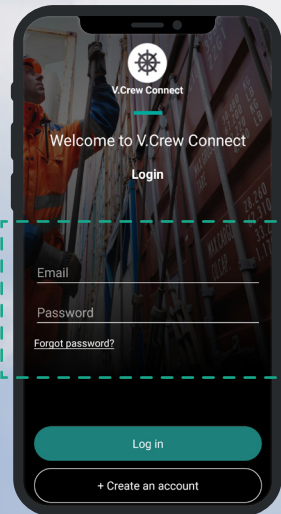 V.Crew Connect
Welcome to V.Crew Connect
Login
Email
Password
Forgot password?
Log in
+ Create an account